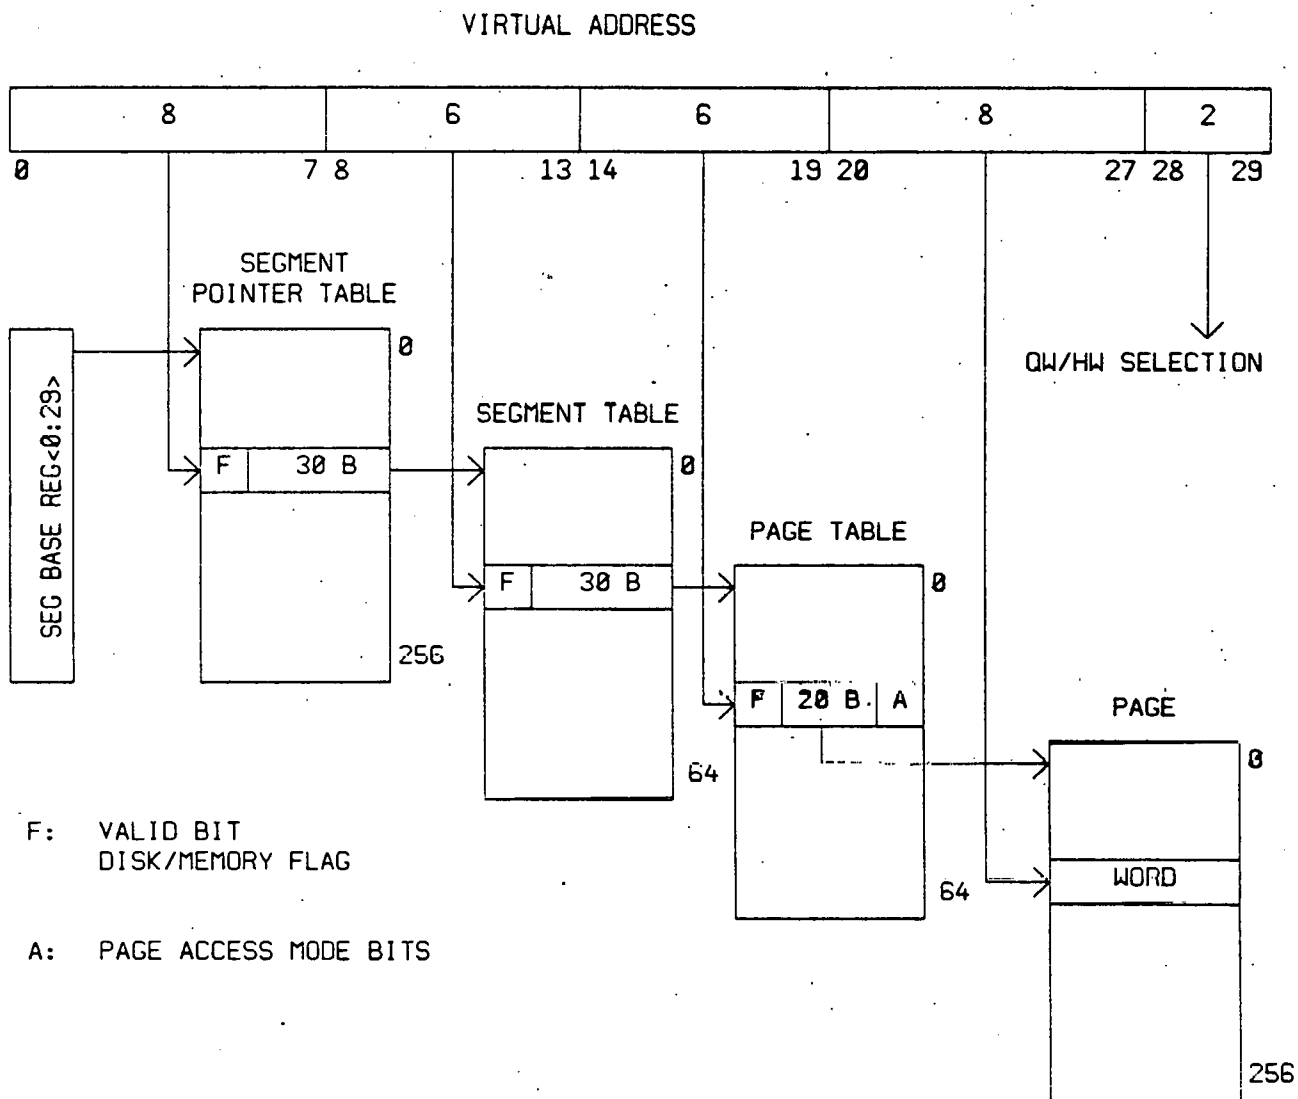 VIRTUAL ADDRESS
8 6 6 8 2
0 7 8 13 14 19 20 27 28 29
SEGMENT
POINTER TABLE
0
QW/HW SELECTION
SEG BASE REG<0:29>
SEGMENT TABLE
F 30 B
0
PAGE TABLE
F 30 B
0
256
F 20 B. A
PAGE
0
64
F: VALID BIT
DISK/MEMORY FLAG
WORD
64
A: PAGE ACCESS MODE BITS
256